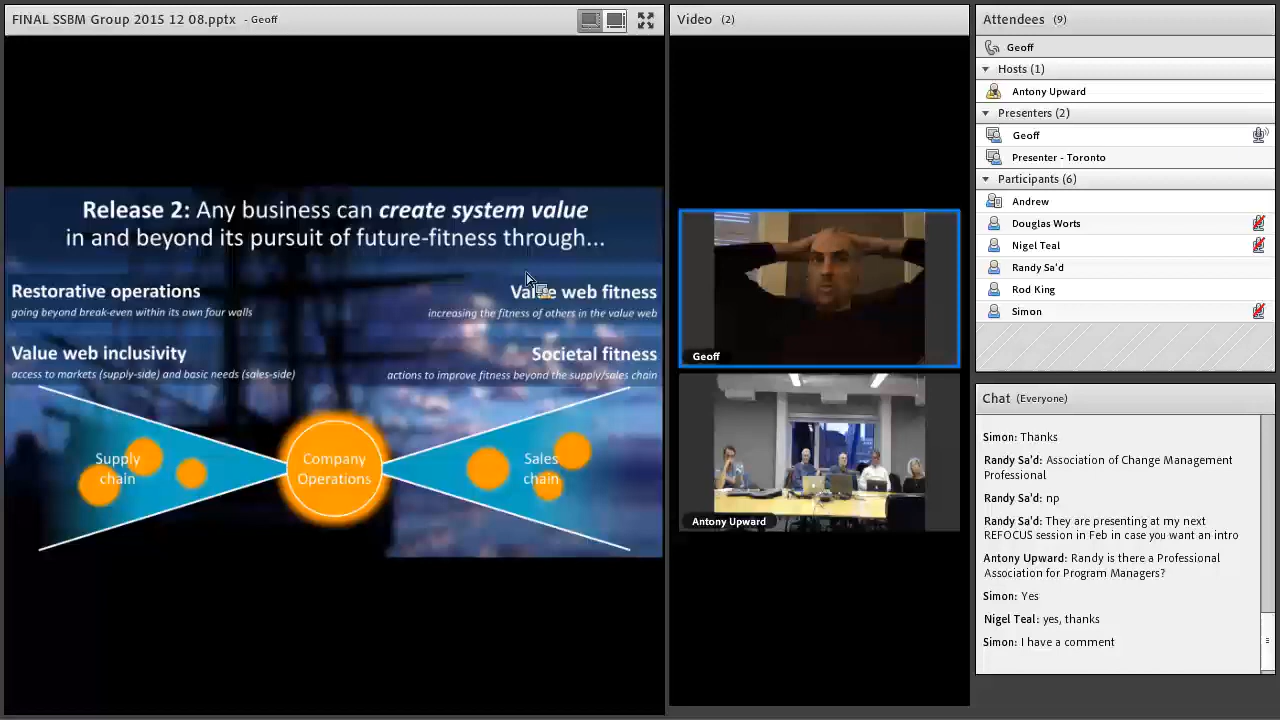 FINAL SSBM Group 2015 12 08.pptx - Geoff
Release 2: Any business can create system value
in and beyond its pursuit of future-fitness through...
Restorative operations
going beyond break-even within its own four walls
Value web fitness
increasing the fitness of others in the value web
Value web inclusivity
access to markets (supply-side) and basic needs (sales-side)
Societal fitness
actions to improve fitness beyond the supply/sales chain
Supply
chain
Company
Operations
Sales
chain
Video (2)
Geoff
Antony Upward
Attendees (9)
Geoff
Hosts (1)
Antony Upward
Presenters (2)
Geoff
Presenter - Toronto
Participants (6)
Andrew
Douglas Worts
Nigel Teal
Randy Sa'd
Rod King
Simon
Chat (Everyone)
Simon: Thanks
Randy Sa'd: Association of Change Management
Professional
Randy Sa'd: np
Randy Sa'd: They are presenting at my next
REFOCUS session in Feb in case you want an intro
Antony Upward: Randy is there a Professional
Association for Program Managers?
Simon: Yes
Nigel Teal: yes, thanks
Simon: I have a comment